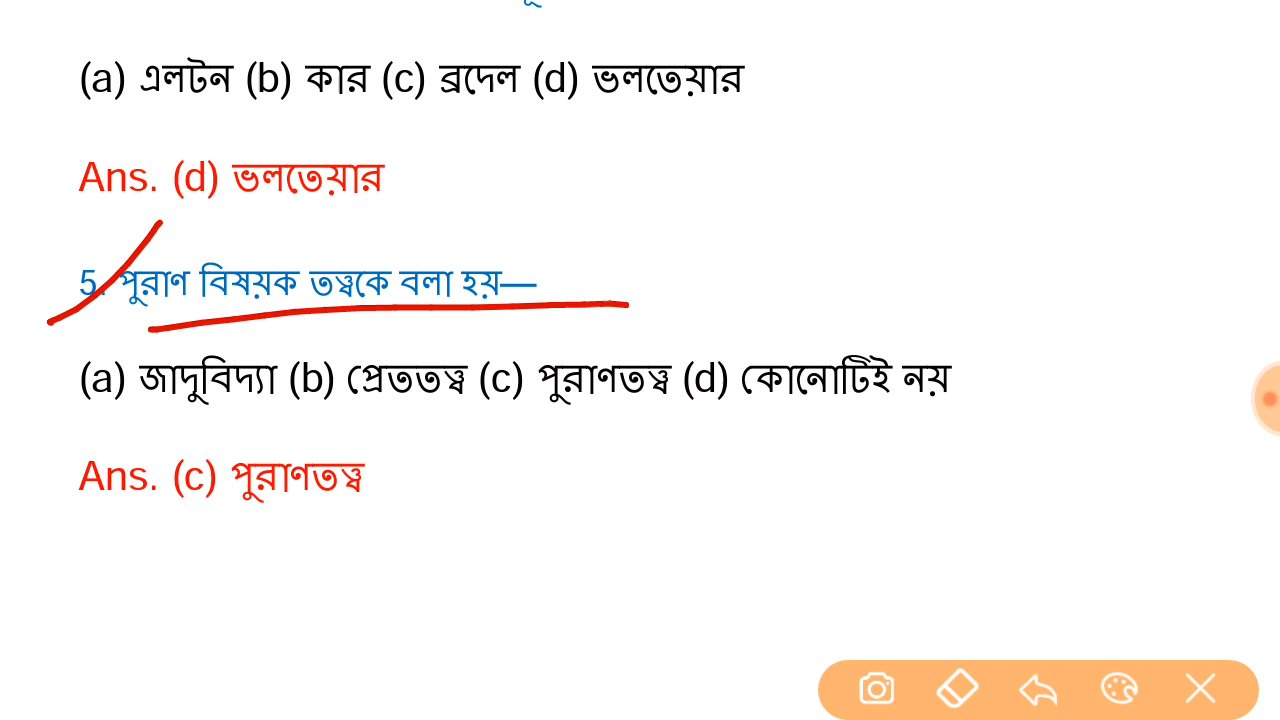 (a) এলটন (b) কার (c) ব্রদেল (d) ভলতেয়ার
Ans. (d) ভলতেয়ার
5. পুরাণ বিষয়ক তত্ত্বকে বলা হয়—
(a) জাদুবিদ্যা (b) প্রেততত্ত্ব (c) পুরাণতত্ত্ব (d) কোনোটিই নয়
Ans. (c) পুরাণতত্ত্ব